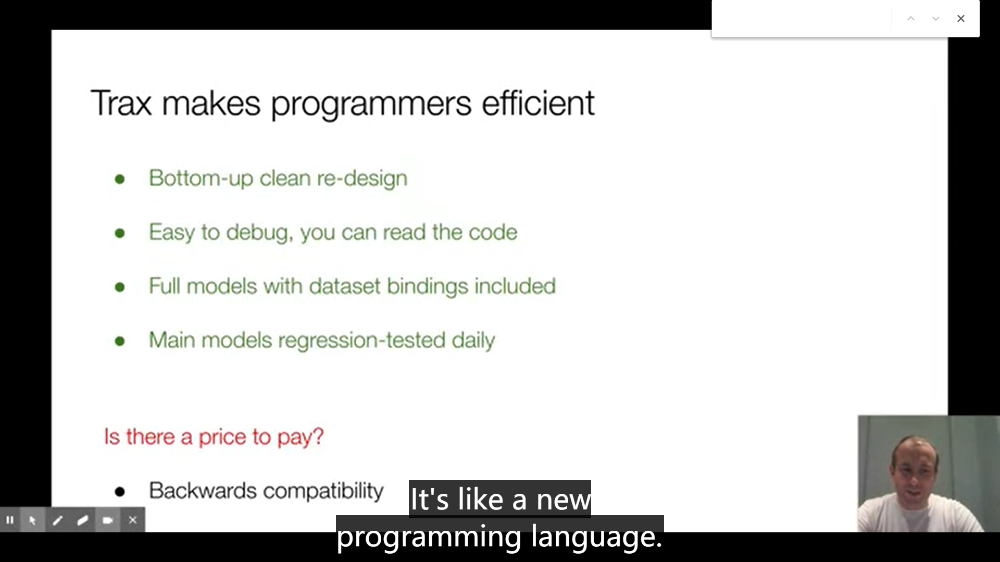 Trax makes programmers efficient
Bottom-up clean re-design
Easy to debug, you can read the code
Full models with dataset bindings included
Main models regression-tested daily
Is there a price to pay?
Backwards compatibility
It's like a new
programming language.